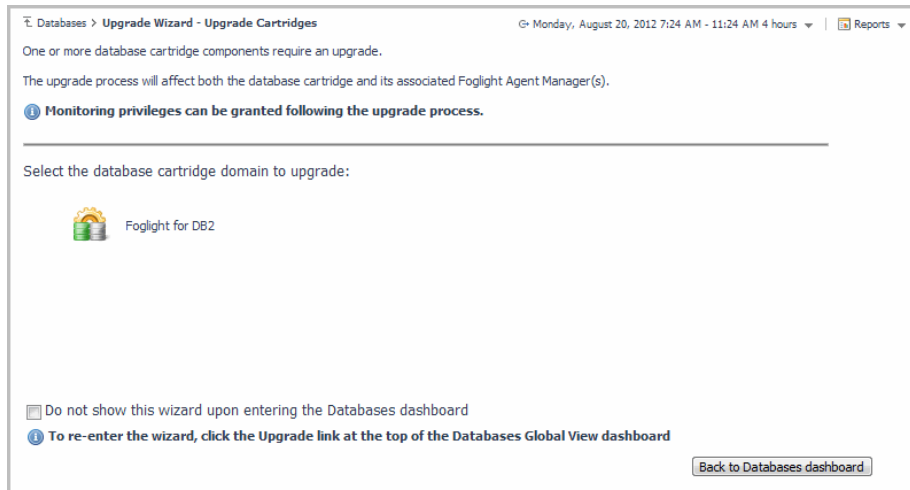 Databases > Upgrade Wizard - Upgrade Cartridges
Monday, August 20, 2012 7:24 AM - 11:24 AM 4 hours | Reports
One or more database cartridge components require an upgrade.
The upgrade process will affect both the database cartridge and its associated Foglight Agent Manager(s).
Monitoring privileges can be granted following the upgrade process.
Select the database cartridge domain to upgrade:
Foglight for DB2
Do not show this wizard upon entering the Databases dashboard
To re-enter the wizard, click the Upgrade link at the top of the Databases Global View dashboard
Back to Databases dashboard